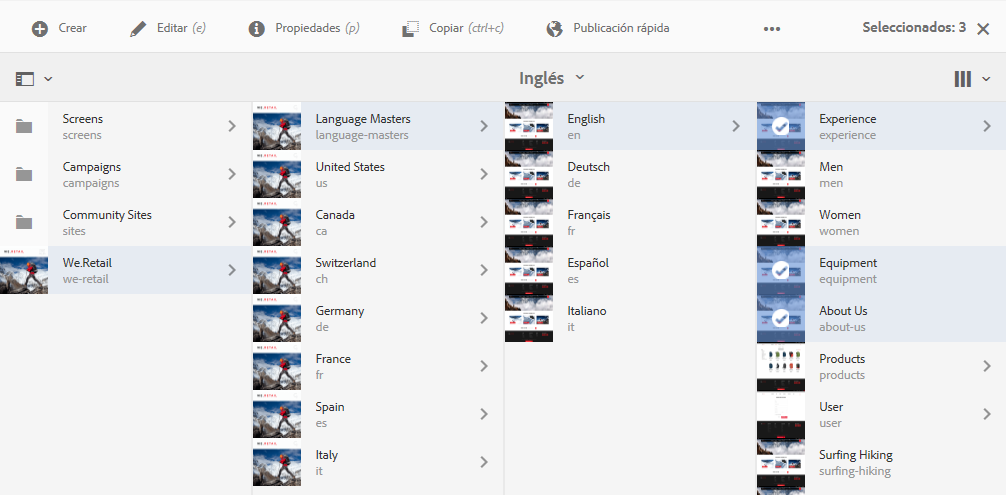 Crear
Editar (e)
Propiedades (p)
Copiar (ctrl+c)
Publicación rápida
Seleccionados: 3
Inglés
Screens
screens
Campaigns
campaigns
Community Sites
sites
We.Retail
we-retail
Language Masters
language-masters
United States
us
Canada
ca
Switzerland
ch
Germany
de
France
fr
Spain
es
Italy
it
English
en
Deutsch
de
Français
fr
Español
es
Italiano
it
Experience
experience
Men
men
Women
women
Equipment
equipment
About Us
about-us
Products
products
User
user
Surfing Hiking
surfing-hiking